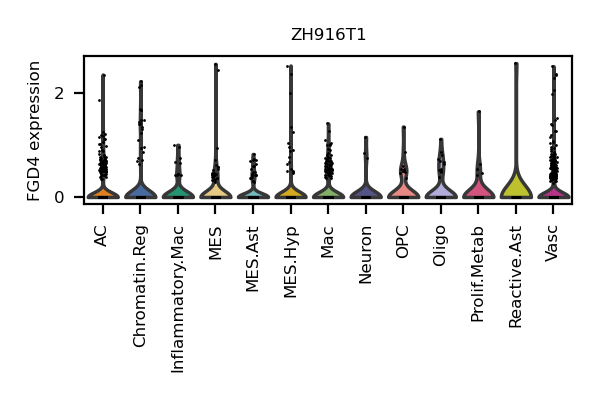 ZH916T1
FGD4 expression
2
0
AC
Chromatin.Reg
Inflammatory.Mac
MES
MES.Ast
MES.Hyp
Mac
Neuron
OPC
Oligo
Prolif.Metab
Reactive.Ast
Vasc